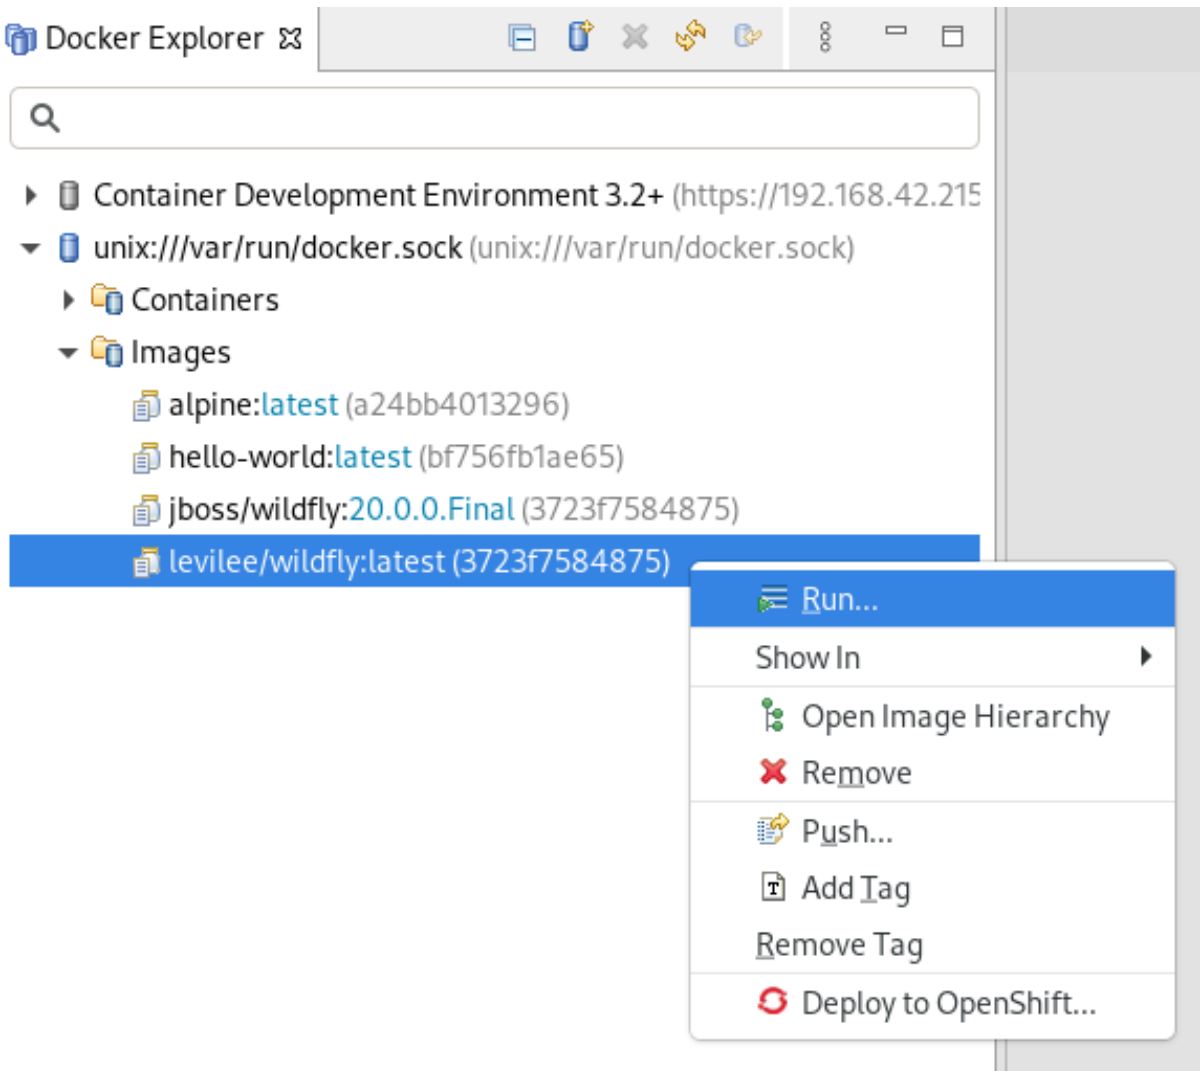 Docker Explorer
Container Development Environment 3.2+ (https://192.168.42.215
unix:///var/run/docker.sock (unix:///var/run/docker.sock)
Containers
Images
alpine:latest (a24bb4013296)
hello-world:latest (bf756fb1ae65)
jboss/wildfly:20.0.0.Final (3723f7584875)
levilee/wildfly:latest (3723f7584875)
Run...
Show In
Open Image Hierarchy
Remove
Push...
Add Tag
Remove Tag
Deploy to OpenShift...